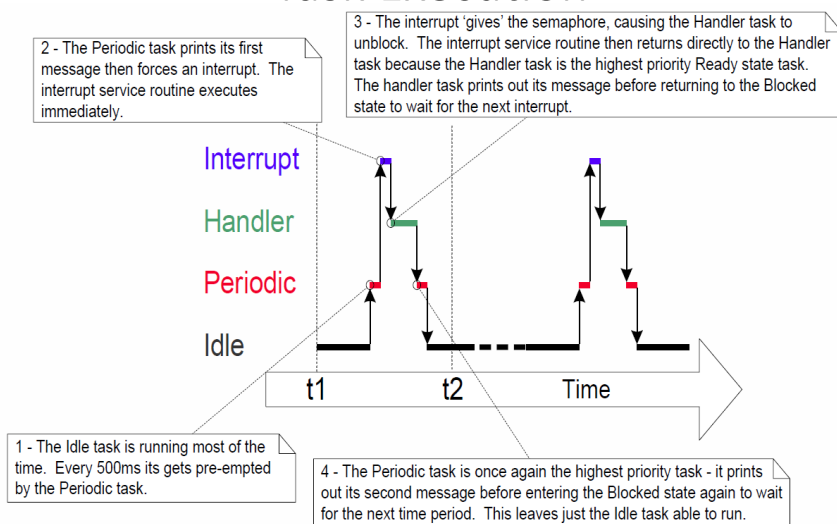 Task Execution
2 - The Periodic task prints its first
message then forces an interrupt.  The
interrupt service routine executes
immediately.
3 - The interrupt ‘gives’ the semaphore, causing the Handler task to
unblock.  The interrupt service routine then returns directly to the Handler
task because the Handler task is the highest priority Ready state task.
The handler task prints out its message before returning to the Blocked
state to wait for the next interrupt.
Interrupt
Handler
Periodic
Idle
t1
t2
Time
1 - The Idle task is running most of the
time.  Every 500ms its gets pre-empted
by the Periodic task.
4 - The Periodic task is once again the highest priority task - it prints
out its second message before entering the Blocked state again to wait
for the next time period.  This leaves just the Idle task able to run.